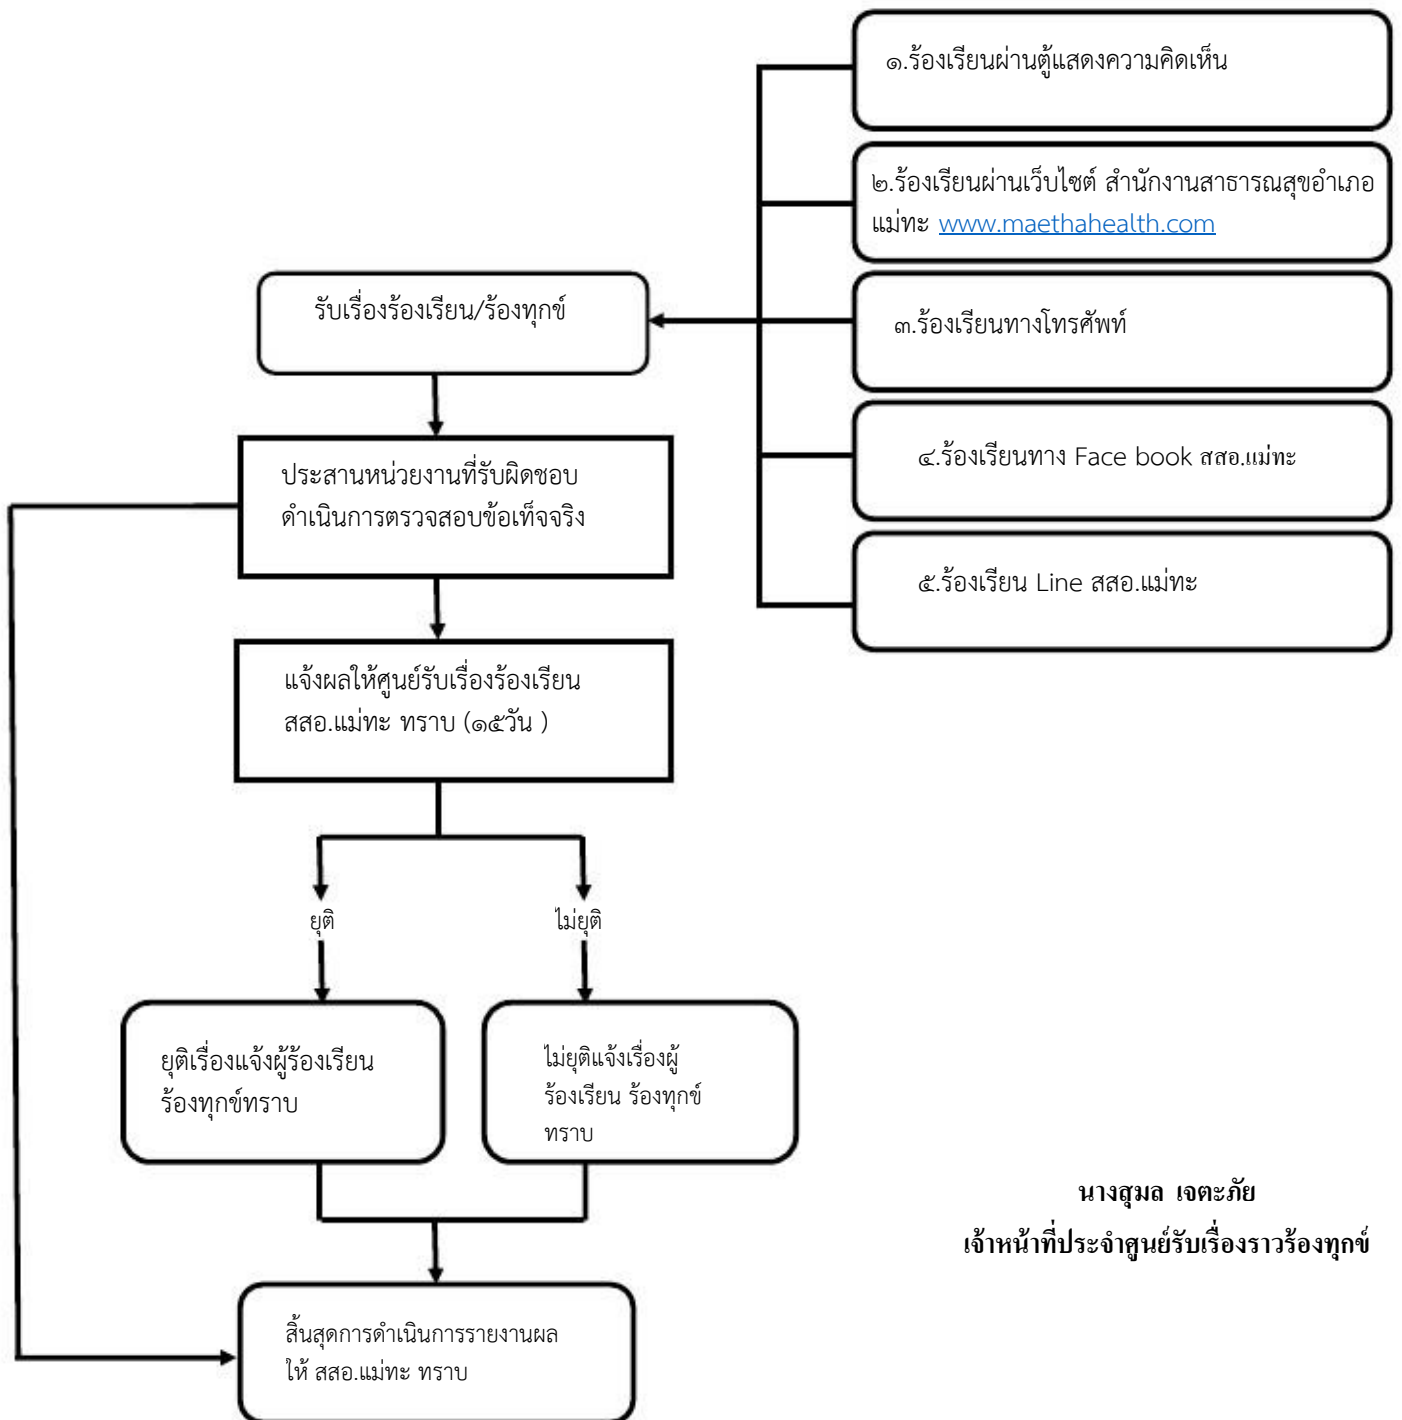 ๑.ร้องเรียนผ่านตู้แสดงความคิดเห็น
๒.ร้องเรียนผ่านเว็บไซต์ สำนักงานสาธารณสุขอำเภอ
แม่ทะ www.maethahealth.com
รับเรื่องร้องเรียน/ร้องทุกข์
๓.ร้องเรียนทางโทรศัพท์
๔.ร้องเรียนทาง Face book สสอ.แม่ทะ
ประสานหน่วยงานที่รับผิดชอบ
ดำเนินการตรวจสอบข้อเท็จจริง
๕.ร้องเรียน Line สสอ.แม่ทะ
แจ้งผลให้ศูนย์รับเรื่องร้องเรียน
สสอ.แม่ทะ ทราบ (๑๕วัน )
ยุติ
ไม่ยุติ
ยุติเรื่องแจ้งผู้ร้องเรียน
ร้องทุกข์ทราบ
ไม่ยุติแจ้งเรื่องผู้
ร้องเรียน ร้องทุกข์
ทราบ
นางสุมล เจตะภัย
เจ้าหน้าที่ประจำศูนย์รับเรื่องราวร้องทุกข์
สิ้นสุดการดำเนินการรายงานผล
ให้ สสอ.แม่ทะ ทราบ